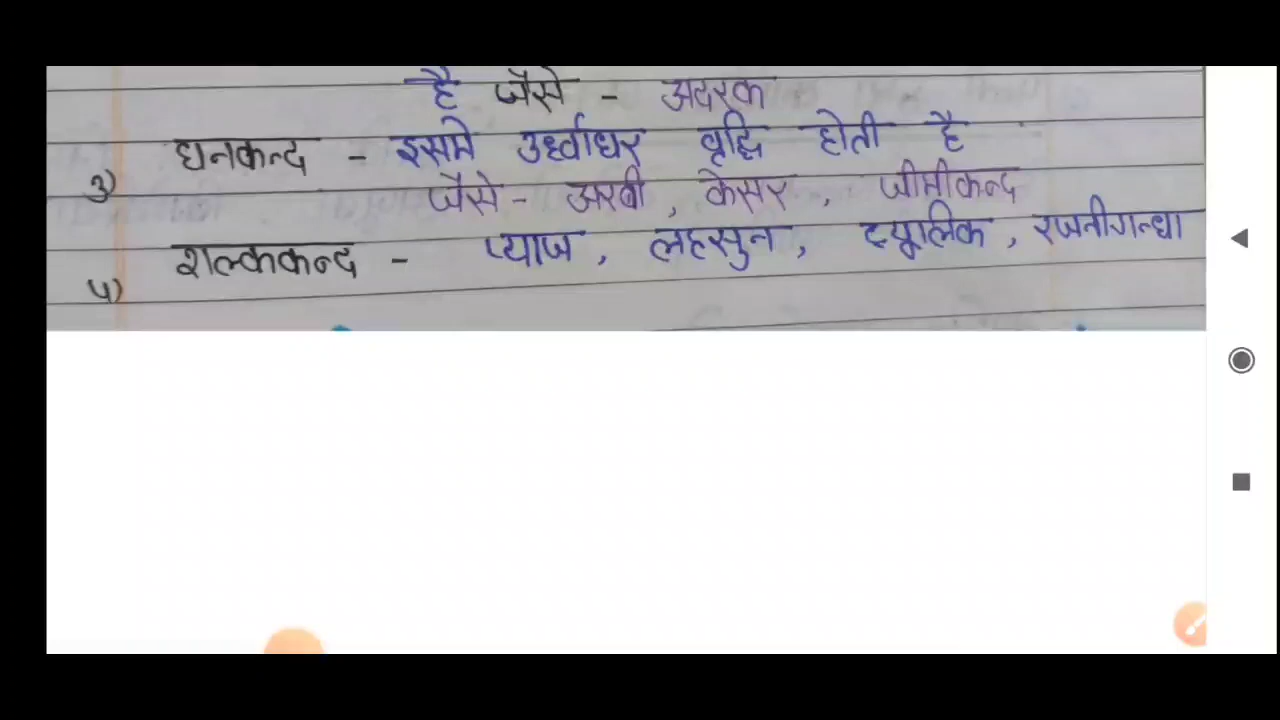 है जैसे - अदरक
3) घनकन्द - इसमे उर्ध्वाधर वृद्धि होती है
जैसे - अरबी, केसर, जीमीकन्द
4) शल्ककन्द - प्याज, लहसुन, ट्यूलिक, रजनीगन्धा